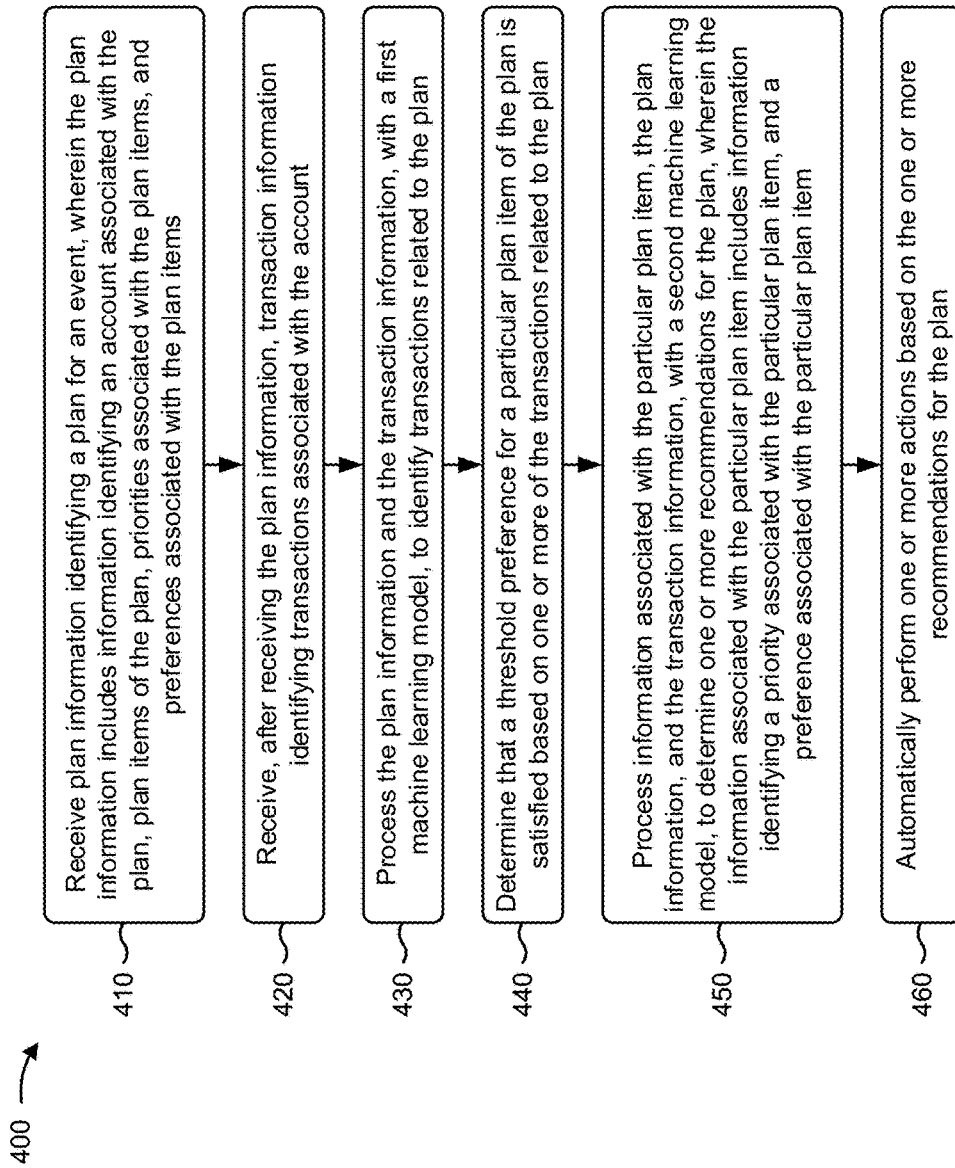 400
410
Receive plan information identifying a plan for an event, wherein the plan
information includes information identifying an account associated with the
plan, plan items of the plan, priorities associated with the plan items, and
preferences associated with the plan items
420
Receive, after receiving the plan information, transaction information
identifying transactions associated with the account
430
Process the plan information and the transaction information, with a first
machine learning model, to identify transactions related to the plan
440
Determine that a threshold preference for a particular plan item of the plan is
satisfied based on one or more of the transactions related to the plan
450
Process information associated with the particular plan item, the plan
information, and the transaction information, with a second machine learning
model, to determine one or more recommendations for the plan, wherein the
information associated with the particular plan item includes information
identifying a priority associated with the particular plan item, and a
preference associated with the particular plan item
460
Automatically perform one or more actions based on the one or more
recommendations for the plan